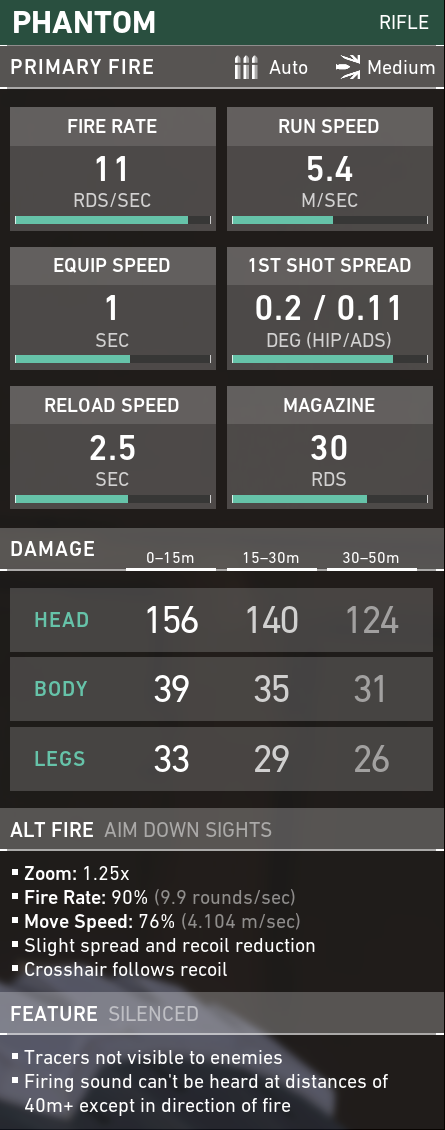 PHANTOM RIFLE
PRIMARY FIRE Auto Medium
FIRE RATE RUN SPEED
11 5.4
RDS/SEC M/SEC
EQUIP SPEED 1ST SHOT SPREAD
1 0.2 / 0.11
SEC DEG (HIP/ADS)
RELOAD SPEED MAGAZINE
2.5 30
SEC RDS
DAMAGE 0–15m 15–30m 30–50m
HEAD 156 140 124
BODY 39 35 31
LEGS 33 29 26
ALT FIRE AIM DOWN SIGHTS
▪ Zoom: 1.25x
▪ Fire Rate: 90% (9.9 rounds/sec)
▪ Move Speed: 76% (4.104 m/sec)
▪ Slight spread and recoil reduction
▪ Crosshair follows recoil
FEATURE SILENCED
▪ Tracers not visible to enemies
▪ Firing sound can't be heard at distances of
40m+ except in direction of fire